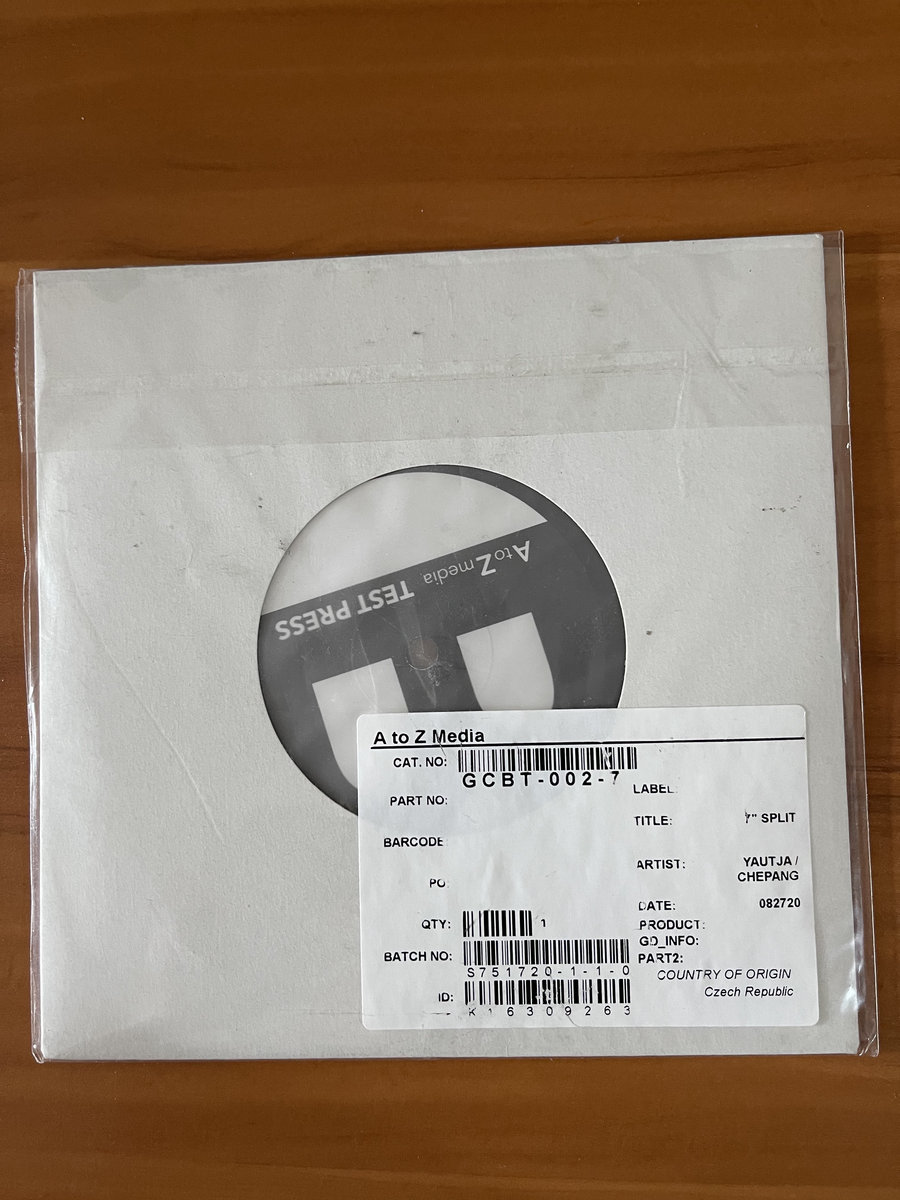 A to Z media
TEST PRESS
B
A to Z Media
CAT. NO:
GCBT-002-7
PART NO:
BARCODE
PO:
QTY: 1
BATCH NO:
S751720-1-1-0
ID:
K16309263
LABEL:
TITLE: 7" SPLIT
ARTIST: YAUTJA /
CHEPANG
DATE: 082720
PRODUCT:
GD_INFO:
PART2:
COUNTRY OF ORIGIN
Czech Republic